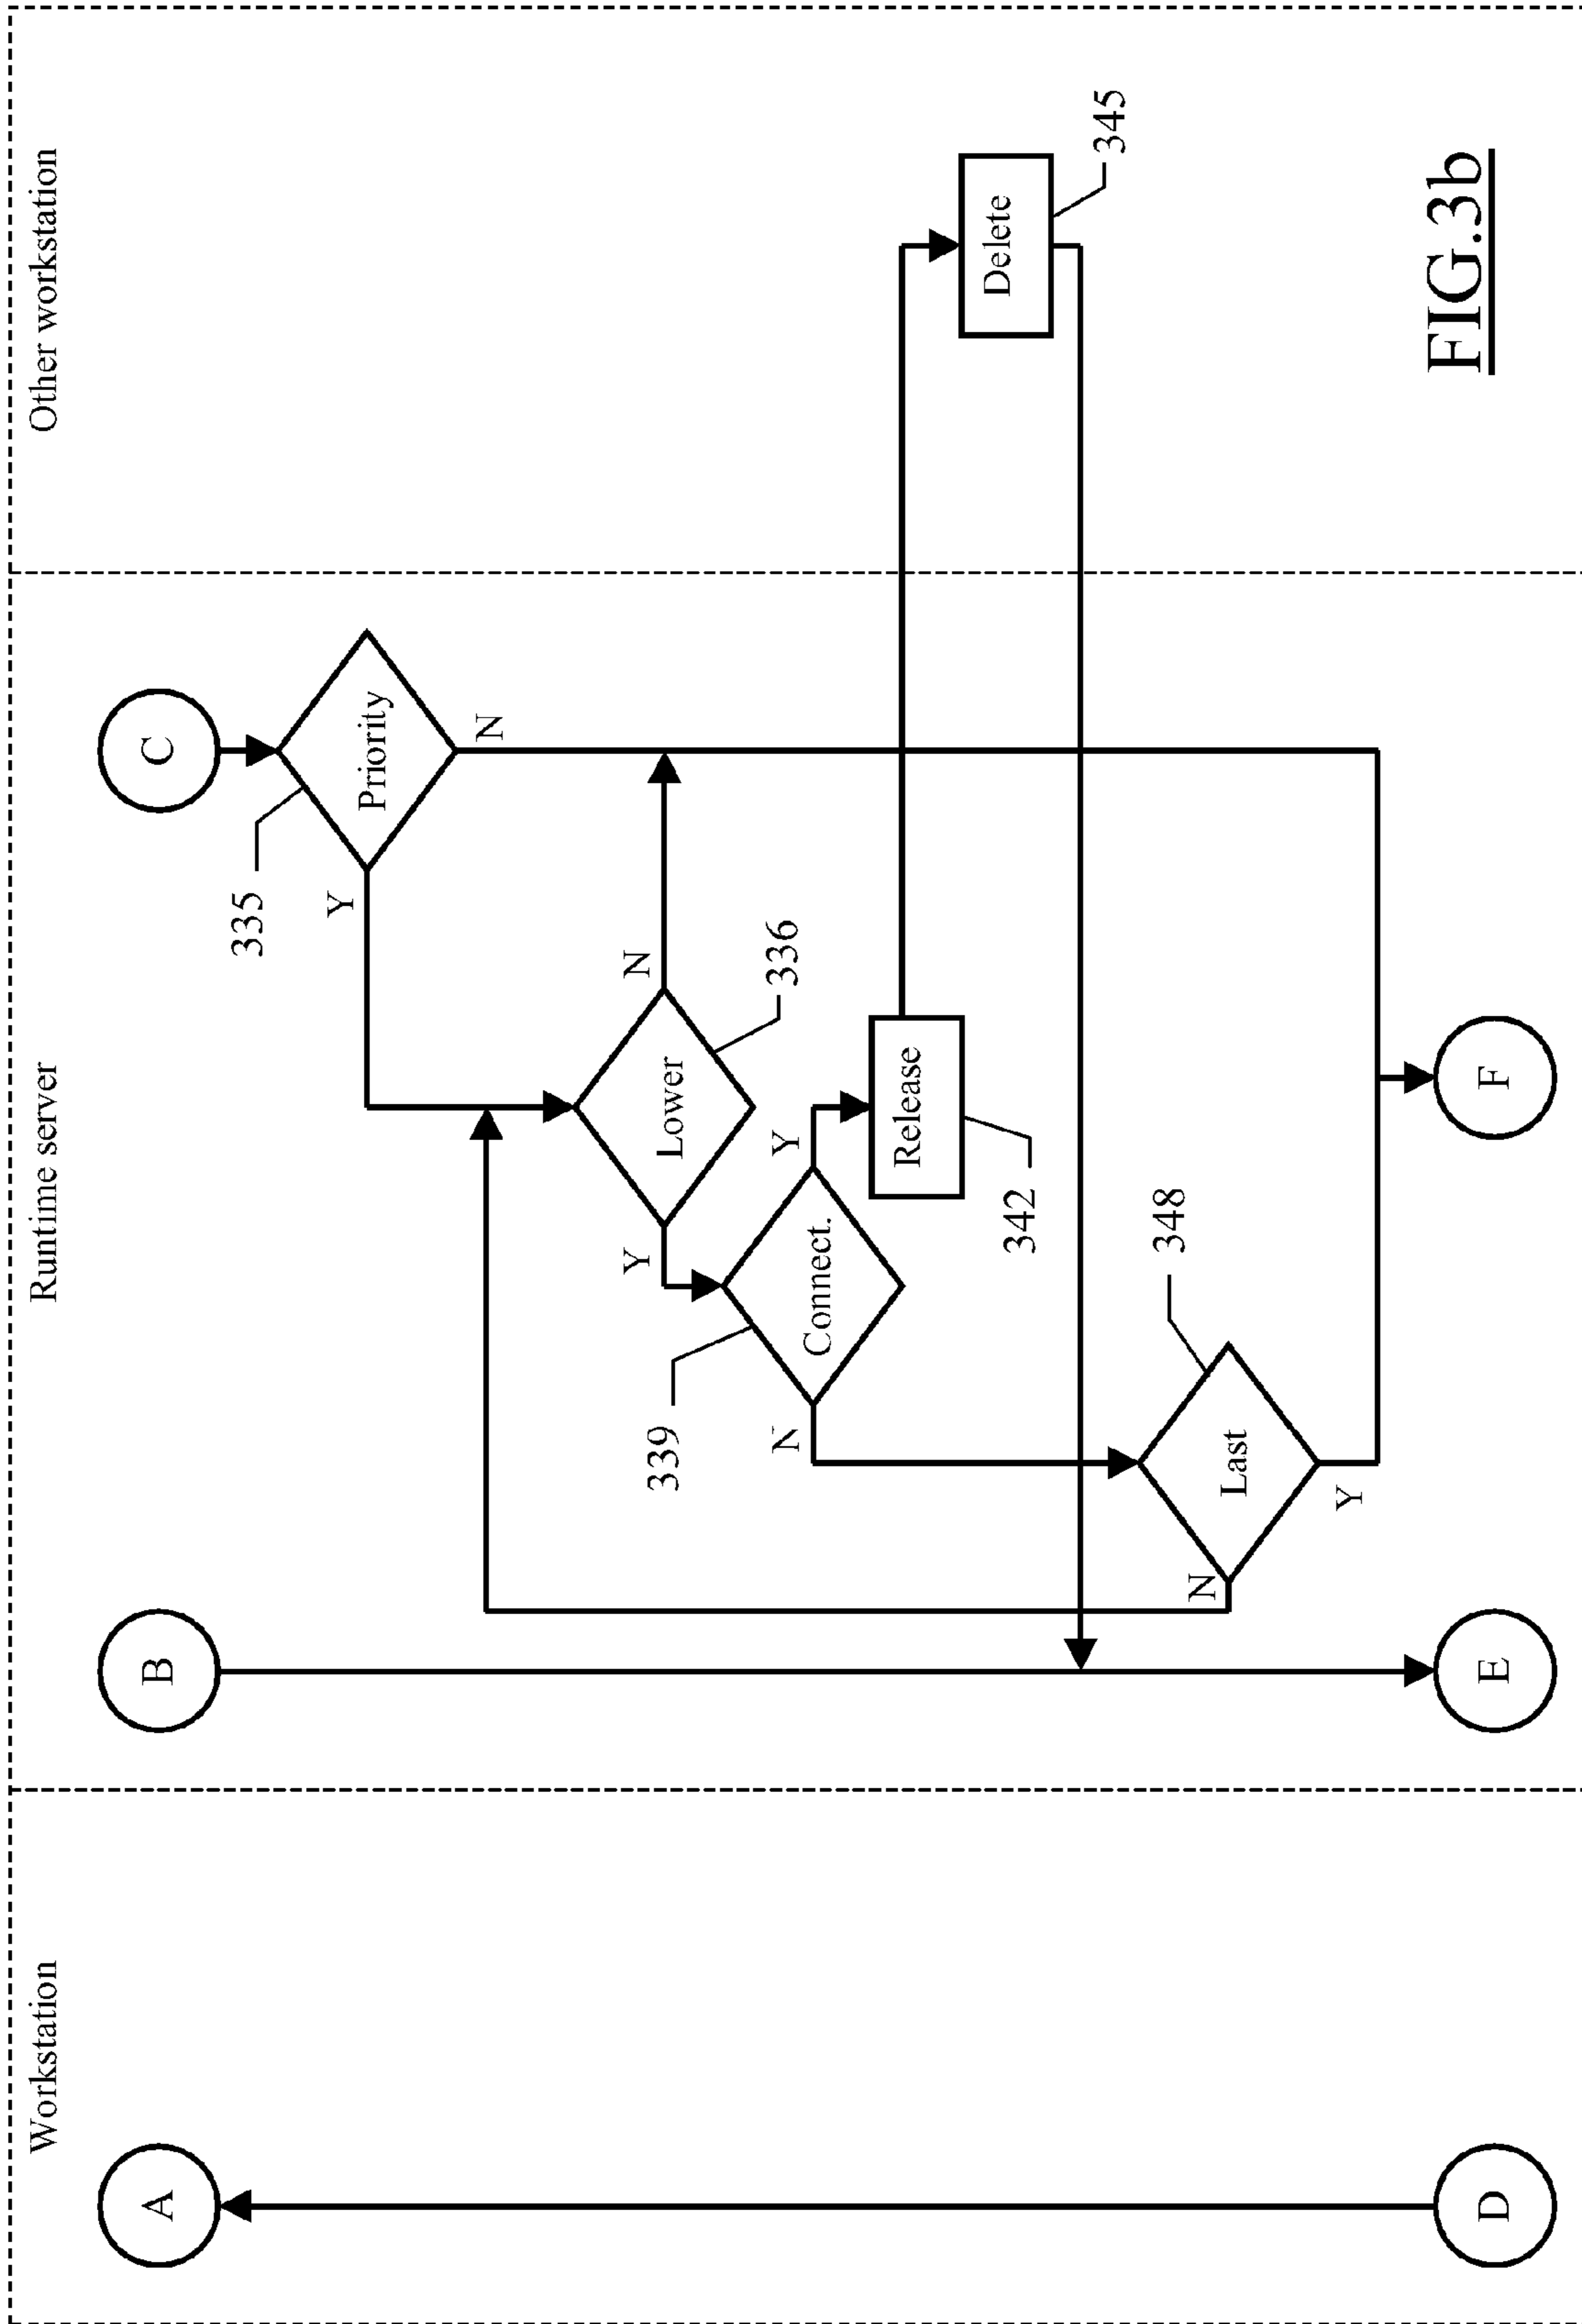 Workstation
Runtime server
Other workstation
A
B
C
335
Priority
Y
N
Lower
N
336
Y
339
Connect.
Y
N
Release
342
Delete
345
348
Last
N
Y
D
E
F
FIG.3b